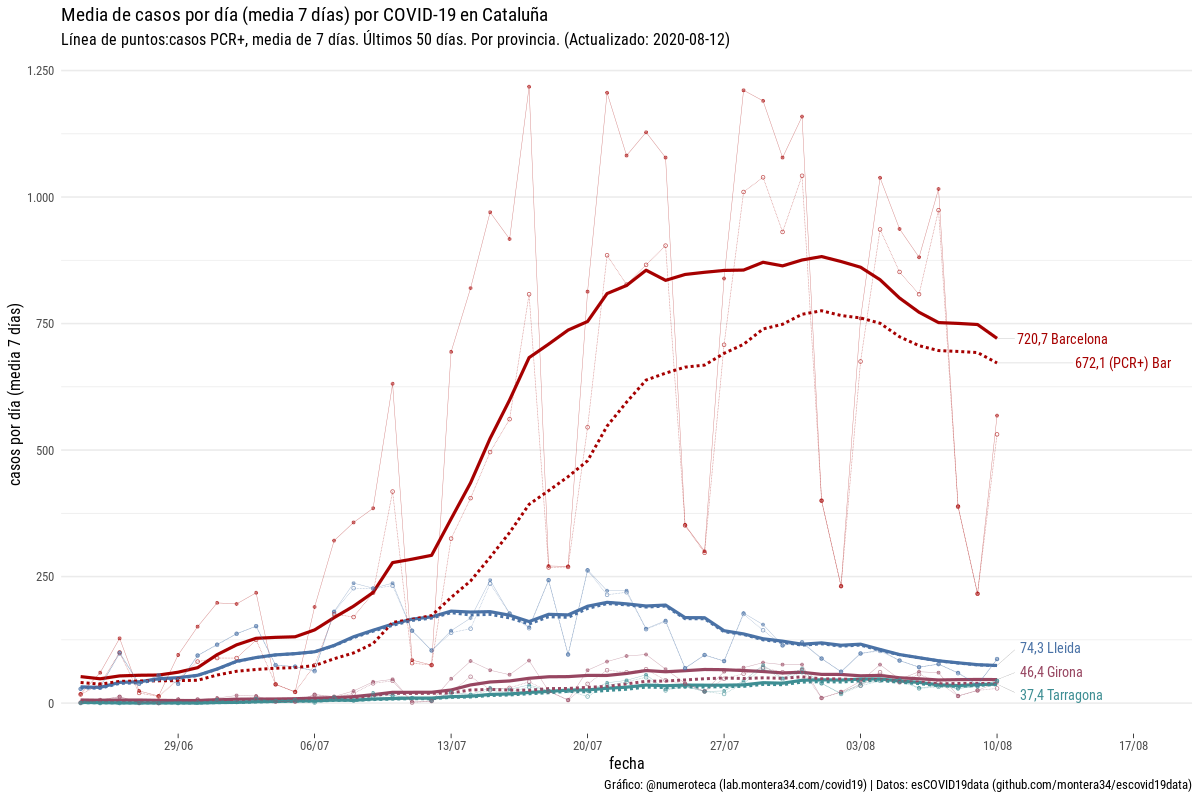 Media de casos por día (media 7 días) por COVID-19 en Cataluña
Línea de puntos:casos PCR+, media de 7 días. Últimos 50 días. Por provincia. (Actualizado: 2020-08-12)
casos por día (media 7 días)
1.250
1.000
750
500
250
0
720,7 Barcelona
672,1 (PCR+) Bar
74,3 Lleida
46,4 Girona
37,4 Tarragona
29/06 06/07 13/07 20/07 27/07 03/08 10/08 17/08
fecha
Gráfico: @numeroteca (lab.montera34.com/covid19) | Datos: esCOVID19data (github.com/montera34/escovid19data)